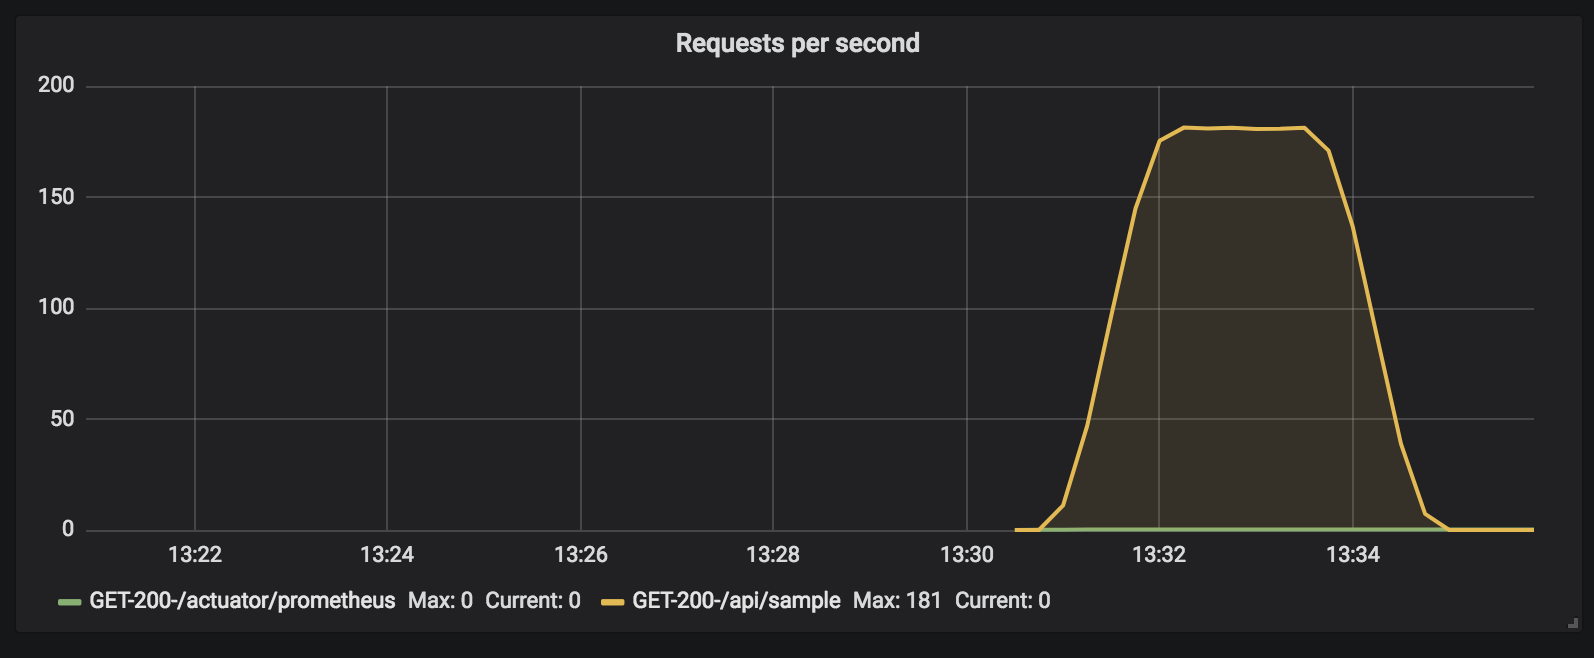 Requests per second
200
150
100
50
0
13:22 13:24 13:26 13:28 13:30 13:32 13:34
GET-200-/actuator/prometheus Max: 0 Current: 0 GET-200-/api/sample Max: 181 Current: 0